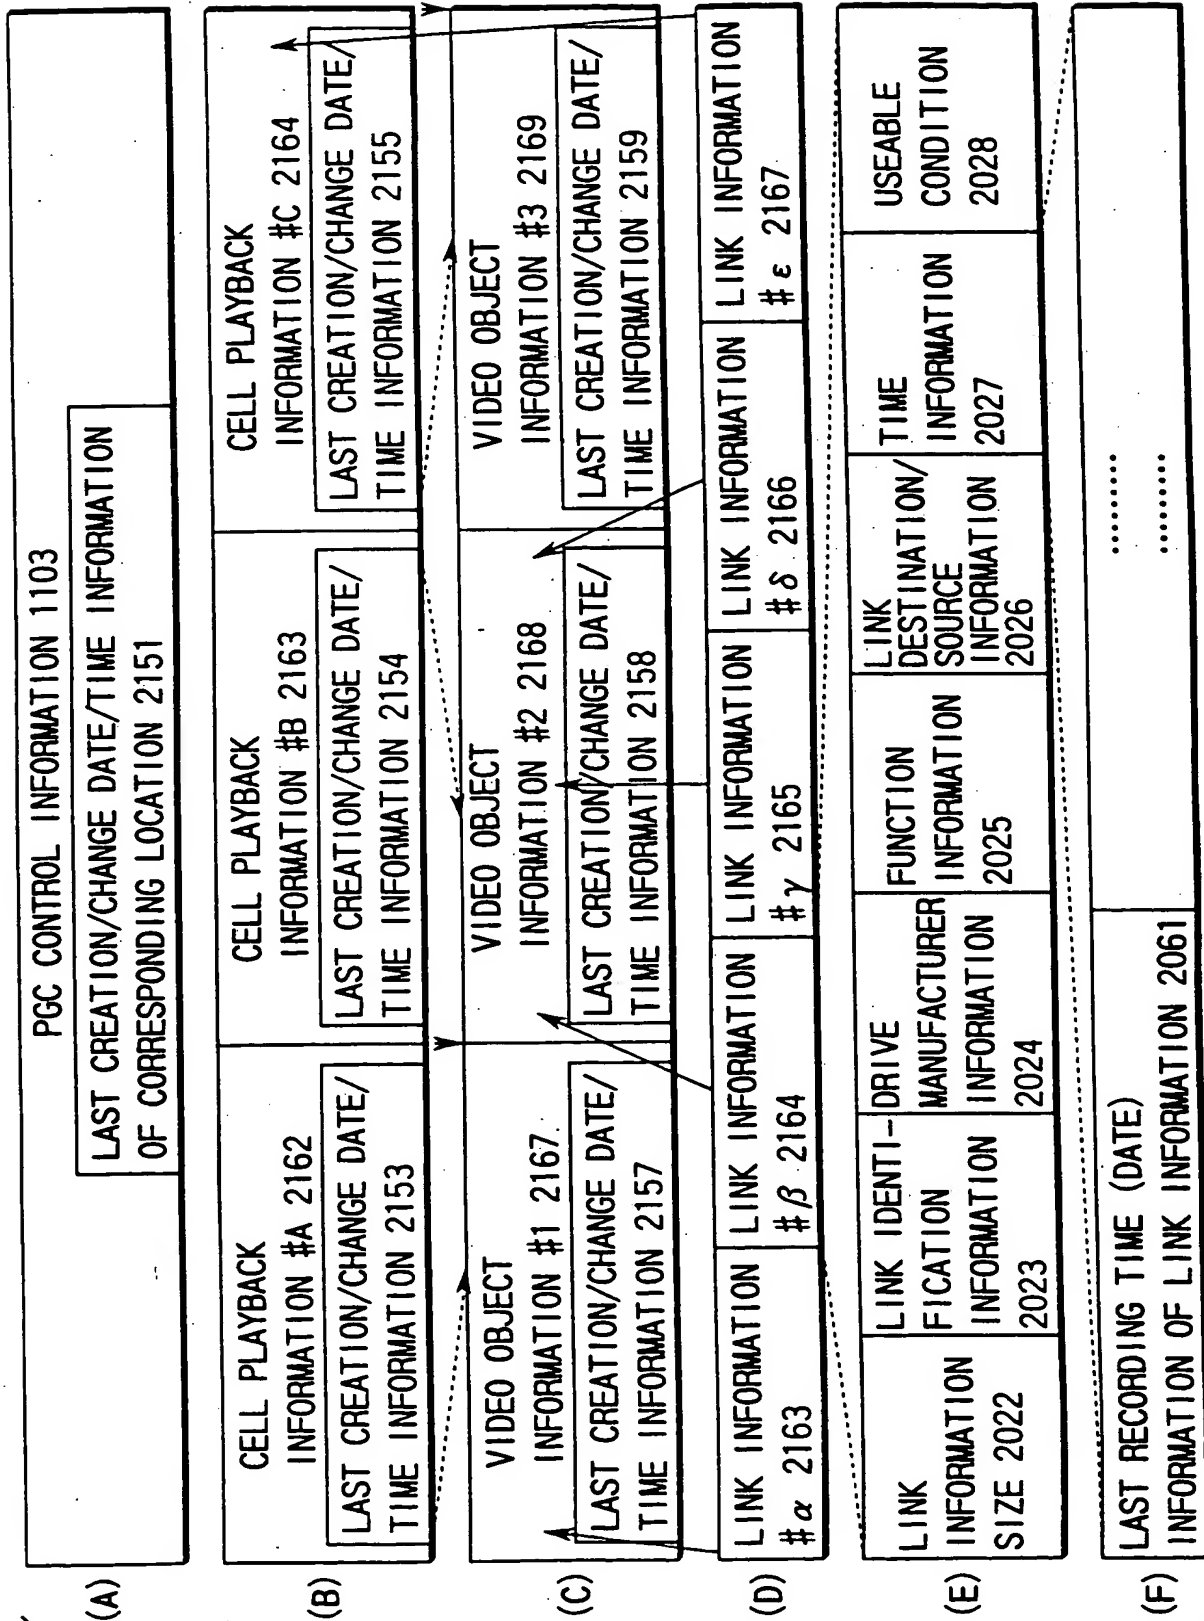 (A)
PGC CONTROL INFORMATION 1103
LAST CREATION/CHANGE DATE/TIME INFORMATION
OF CORRESPONDING LOCATION 2151
(B)
CELL PLAYBACK
INFORMATION #A 2162
LAST CREATION/CHANGE DATE/
TIME INFORMATION 2153
CELL PLAYBACK
INFORMATION #B 2163
LAST CREATION/CHANGE DATE/
TIME INFORMATION 2154
CELL PLAYBACK
INFORMATION #C 2164
LAST CREATION/CHANGE DATE/
TIME INFORMATION 2155
(C)
VIDEO OBJECT
INFORMATION #1 2167
LAST CREATION/CHANGE DATE/
TIME INFORMATION 2157
VIDEO OBJECT
INFORMATION #2 2168
LAST CREATION/CHANGE DATE/
TIME INFORMATION 2158
VIDEO OBJECT
INFORMATION #3 2169
LAST CREATION/CHANGE DATE/
TIME INFORMATION 2159
(D)
LINK INFORMATION
#α 2163
LINK INFORMATION
#β 2164
LINK INFORMATION
#γ 2165
LINK INFORMATION
#δ 2166
LINK INFORMATION
#ε 2167
(E)
LINK
INFORMATION
SIZE 2022
LINK IDENTI-
FICATION
INFORMATION
2023
DRIVE
MANUFACTURER
INFORMATION
2024
FUNCTION
INFORMATION
2025
LINK
DESTINATION/
SOURCE
INFORMATION
2026
TIME
INFORMATION
2027
USEABLE
CONDITION
2028
(F)
LAST RECORDING TIME (DATE)
INFORMATION OF LINK INFORMATION 2061
.........
.........